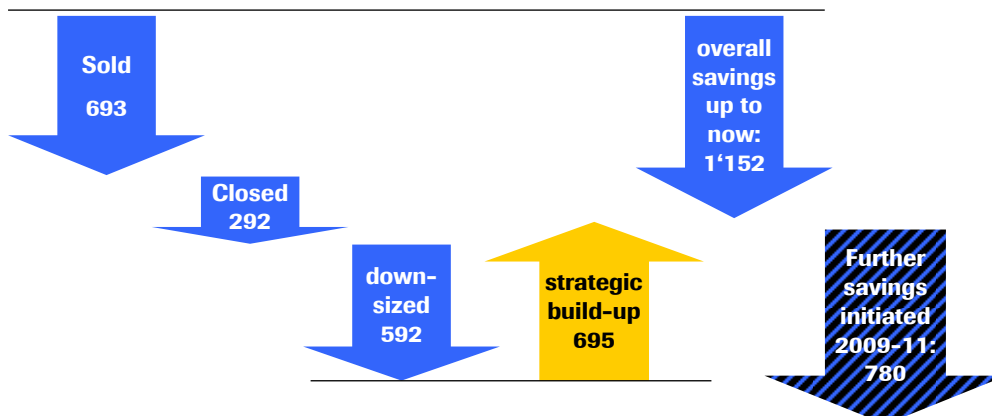 Sold
693
Closed
292
down-
sized
592
strategic
build-up
695
overall
savings
up to
now:
1‘152
Further
savings
initiated
2009-11:
780